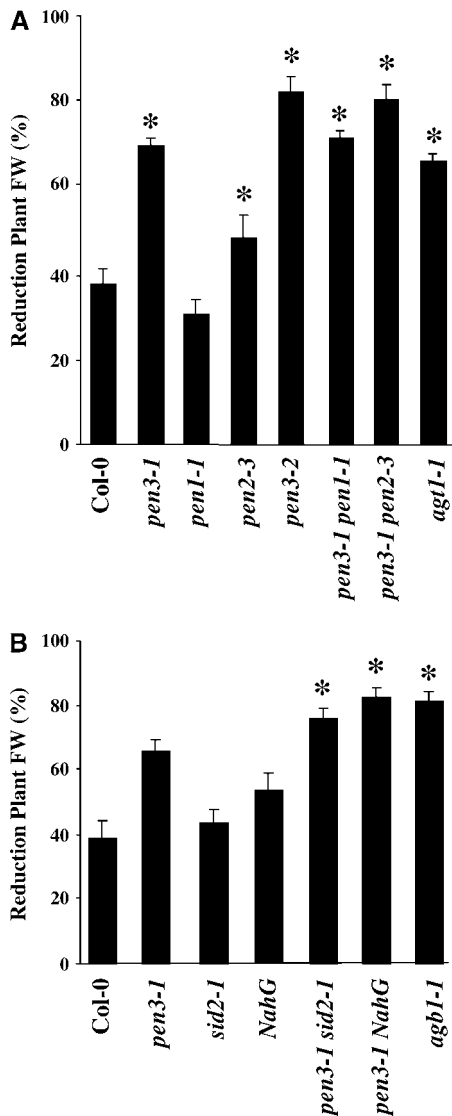 A
Reduction Plant FW (%)
100
80
60
40
20
0
*
*
*
*
*
*
Col-0
pen3-1
pen1-1
pen2-3
pen3-2
pen3-1 pen1-1
pen3-1 pen2-3
agt1-1
B
Reduction Plant FW (%)
100
80
60
40
20
0
*
*
*
Col-0
pen3-1
sid2-1
NahG
pen3-1 sid2-1
pen3-1 NahG
agb1-1